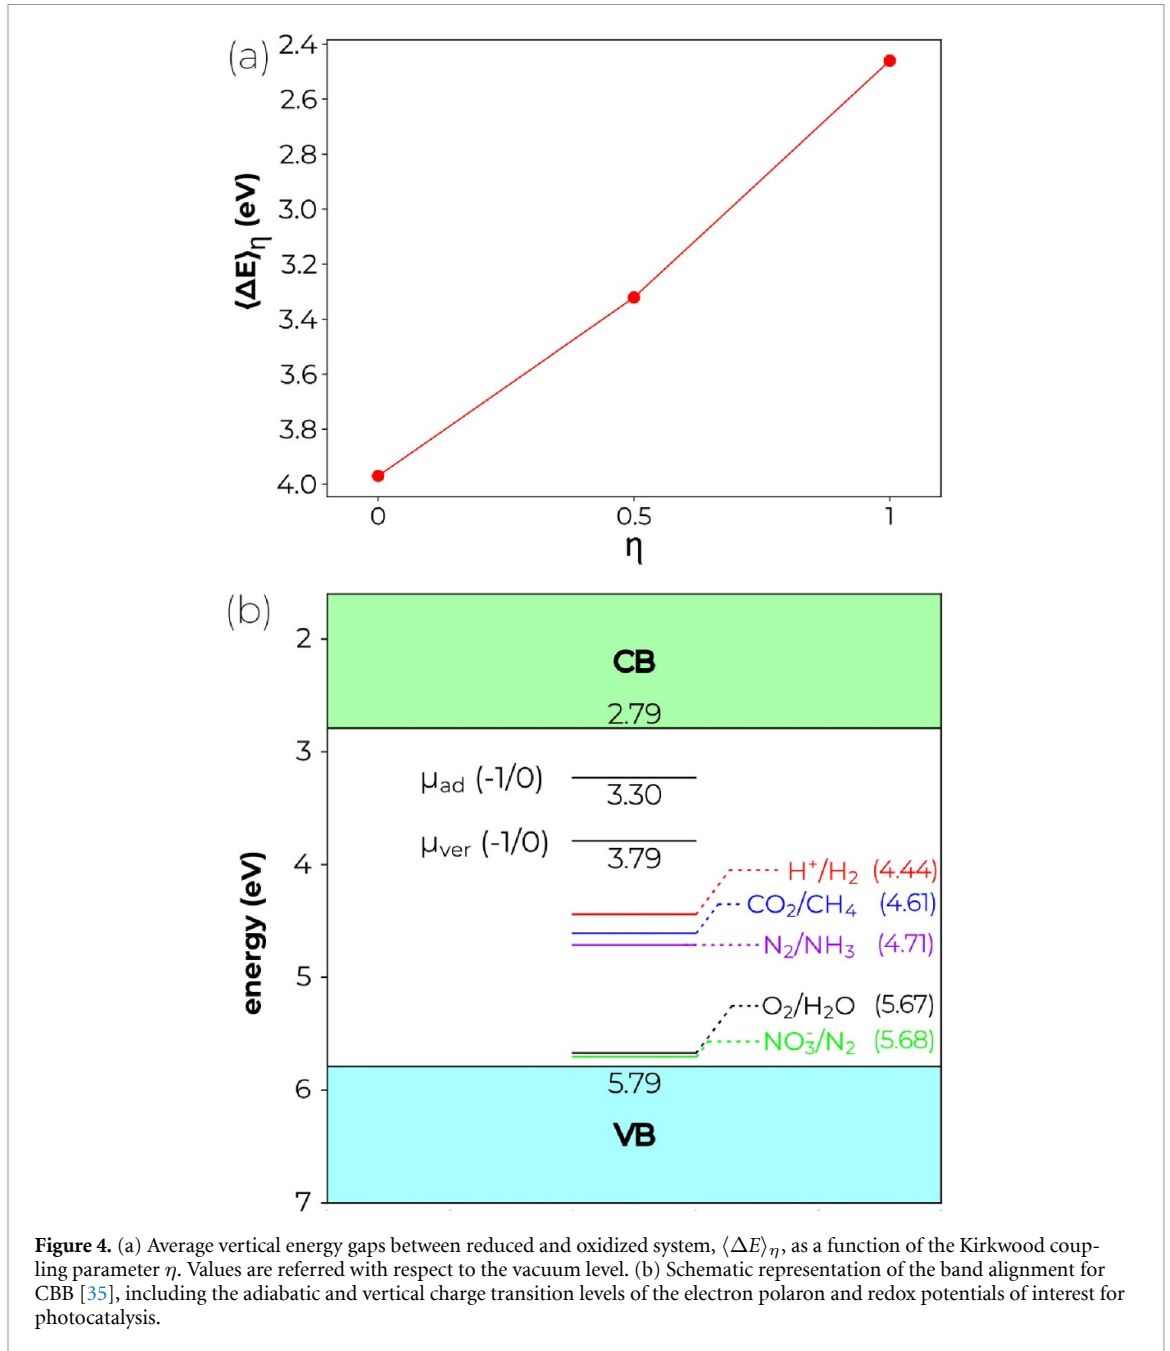 (a)
2.4
2.6
2.8
3.0
3.2
3.4
3.6
3.8
4.0
⟨ΔE⟩η (eV)
0 0.5 1
η
(b)
energy (eV)
2
3
4
5
6
7
CB
2.79
μad (-1/0)
3.30
μver (-1/0)
3.79
H⁺/H₂ (4.44)
CO₂/CH₄ (4.61)
N₂/NH₃ (4.71)
O₂/H₂O (5.67)
NO₃⁻/N₂ (5.68)
5.79
VB
Figure 4. (a) Average vertical energy gaps between reduced and oxidized system, ⟨ΔE⟩η, as a function of the Kirkwood coup-
ling parameter η. Values are referred with respect to the vacuum level. (b) Schematic representation of the band alignment for
CBB [35], including the adiabatic and vertical charge transition levels of the electron polaron and redox potentials of interest for
photocatalysis.